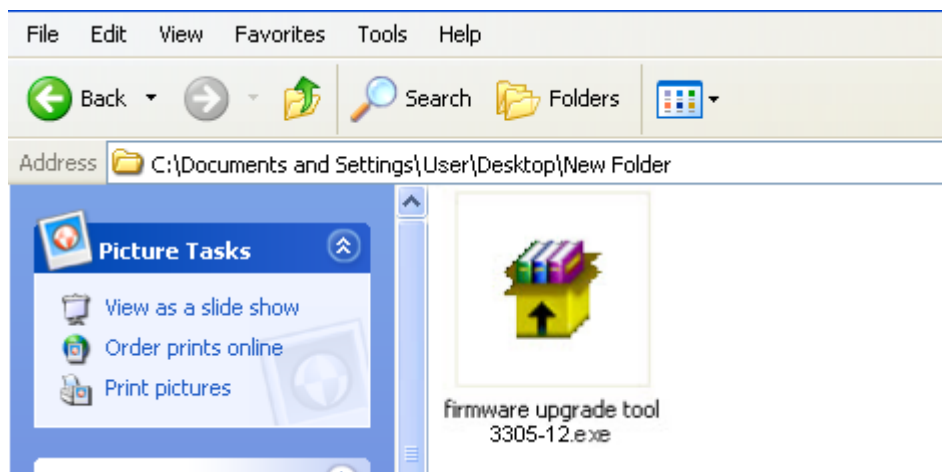 File Edit View Favorites Tools Help
Back Search Folders
Address C:\Documents and Settings\User\Desktop\New Folder
Picture Tasks
View as a slide show
Order prints online
Print pictures
firmware upgrade tool
3305-12.exe